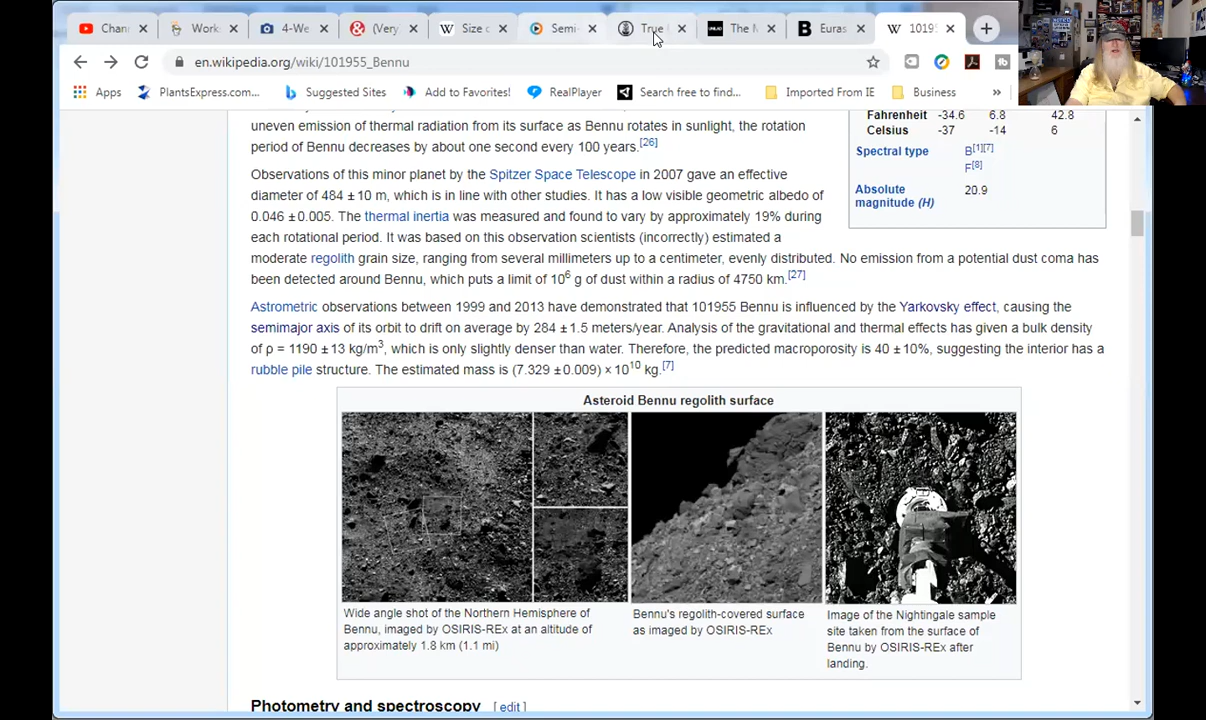 Chan
Work
4-We
(Very
Size c
Semi-
True
The M
Euras
1019
en.wikipedia.org/wiki/101955_Bennu
Apps
PlantsExpress.com...
Suggested Sites
Add to Favorites!
RealPlayer
Search free to find...
Imported From IE
Business
»
uneven emission of thermal radiation from its surface as Bennu rotates in sunlight, the rotation
period of Bennu decreases by about one second every 100 years.[26]
Observations of this minor planet by the Spitzer Space Telescope in 2007 gave an effective
diameter of 484 ± 10 m, which is in line with other studies. It has a low visible geometric albedo of
0.046 ± 0.005. The thermal inertia was measured and found to vary by approximately 19% during
each rotational period. It was based on this observation scientists (incorrectly) estimated a
moderate regolith grain size, ranging from several millimeters up to a centimeter, evenly distributed. No emission from a potential dust coma has
been detected around Bennu, which puts a limit of 10⁶ g of dust within a radius of 4750 km.[27]
Astrometric observations between 1999 and 2013 have demonstrated that 101955 Bennu is influenced by the Yarkovsky effect, causing the
semimajor axis of its orbit to drift on average by 284 ± 1.5 meters/year. Analysis of the gravitational and thermal effects has given a bulk density
of ρ = 1190 ± 13 kg/m³, which is only slightly denser than water. Therefore, the predicted macroporosity is 40 ± 10%, suggesting the interior has a
rubble pile structure. The estimated mass is (7.329 ± 0.009) × 10¹⁰ kg.[7]
Fahrenheit -34.6 6.8 42.8
Celsius -37 -14 6
Spectral type B[1][7]
F[8]
Absolute 20.9
magnitude (H)
Asteroid Bennu regolith surface
Wide angle shot of the Northern Hemisphere of
Bennu, imaged by OSIRIS-REx at an altitude of
approximately 1.8 km (1.1 mi)
Bennu's regolith-covered surface
as imaged by OSIRIS-REx
Image of the Nightingale sample
site taken from the surface of
Bennu by OSIRIS-REx after
landing.
Photometry and spectroscopy [ edit ]